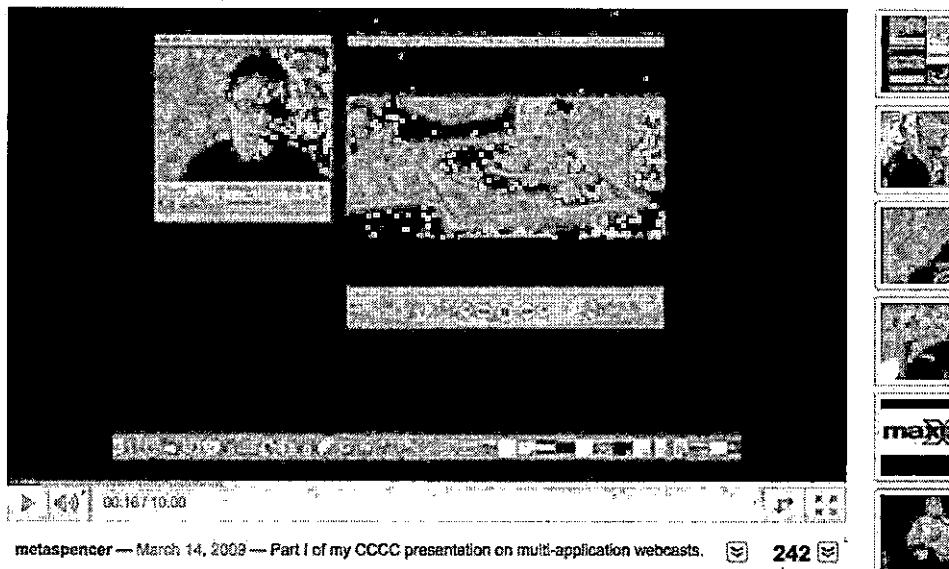 00:16 / 10:00
metaspencer — March 14, 2009 — Part I of my CCCC presentation on multi-application webcasts.
242